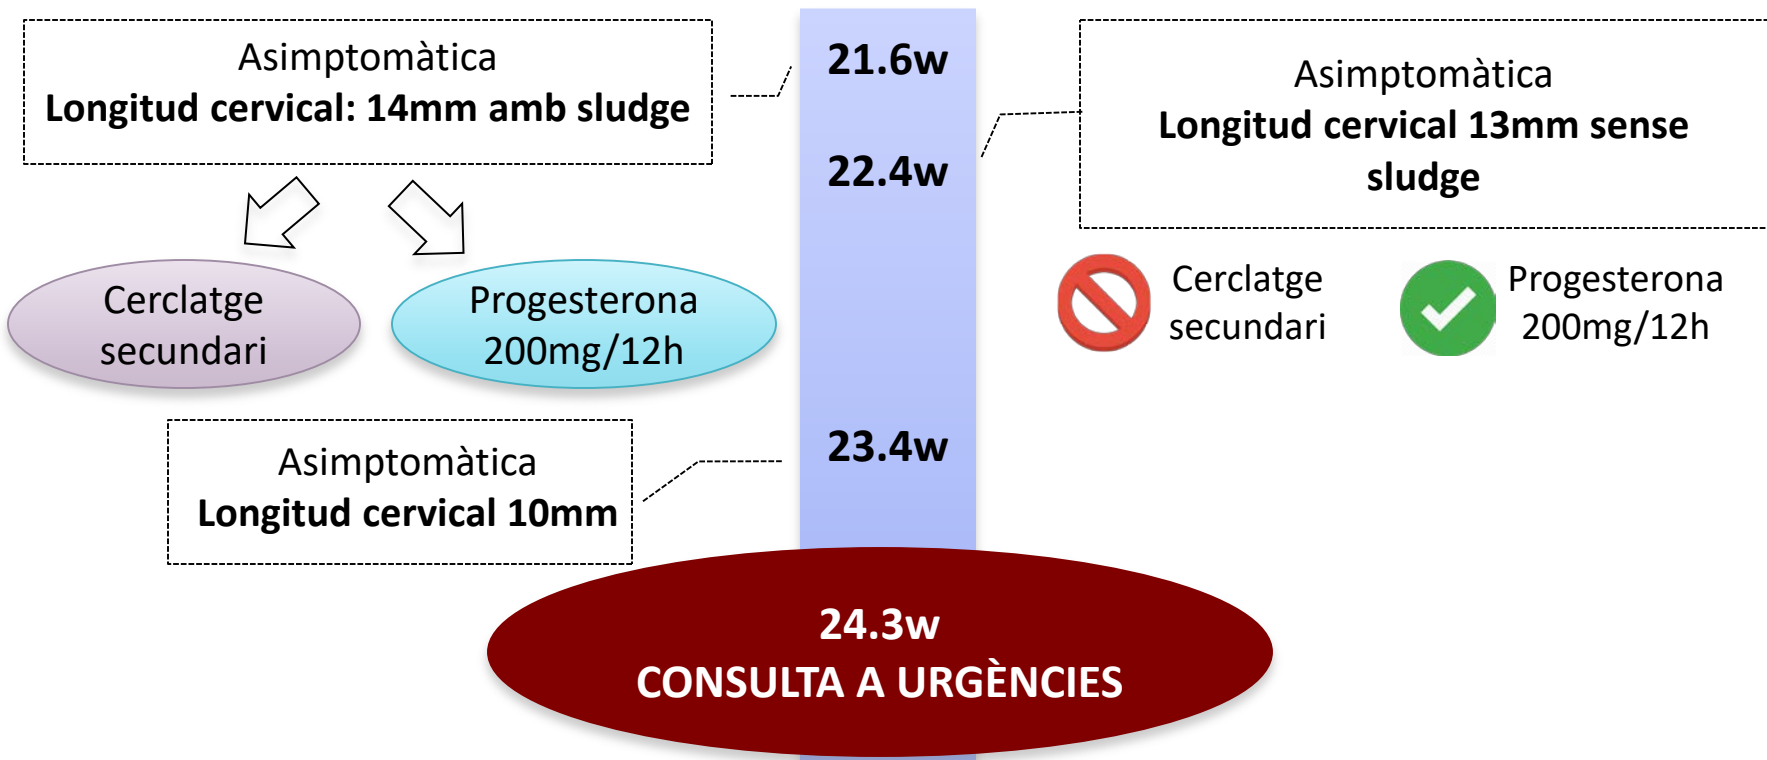 Asimptomàtica
Longitud cervical: 14mm amb sludge
21.6w
Asimptomàtica
Longitud cervical 13mm sense
sludge
22.4w
Cerclatge
secundari
Progesterona
200mg/12h
Cerclatge
secundari
Progesterona
200mg/12h
23.4w
Asimptomàtica
Longitud cervical 10mm
24.3w
CONSULTA A URGÈNCIES